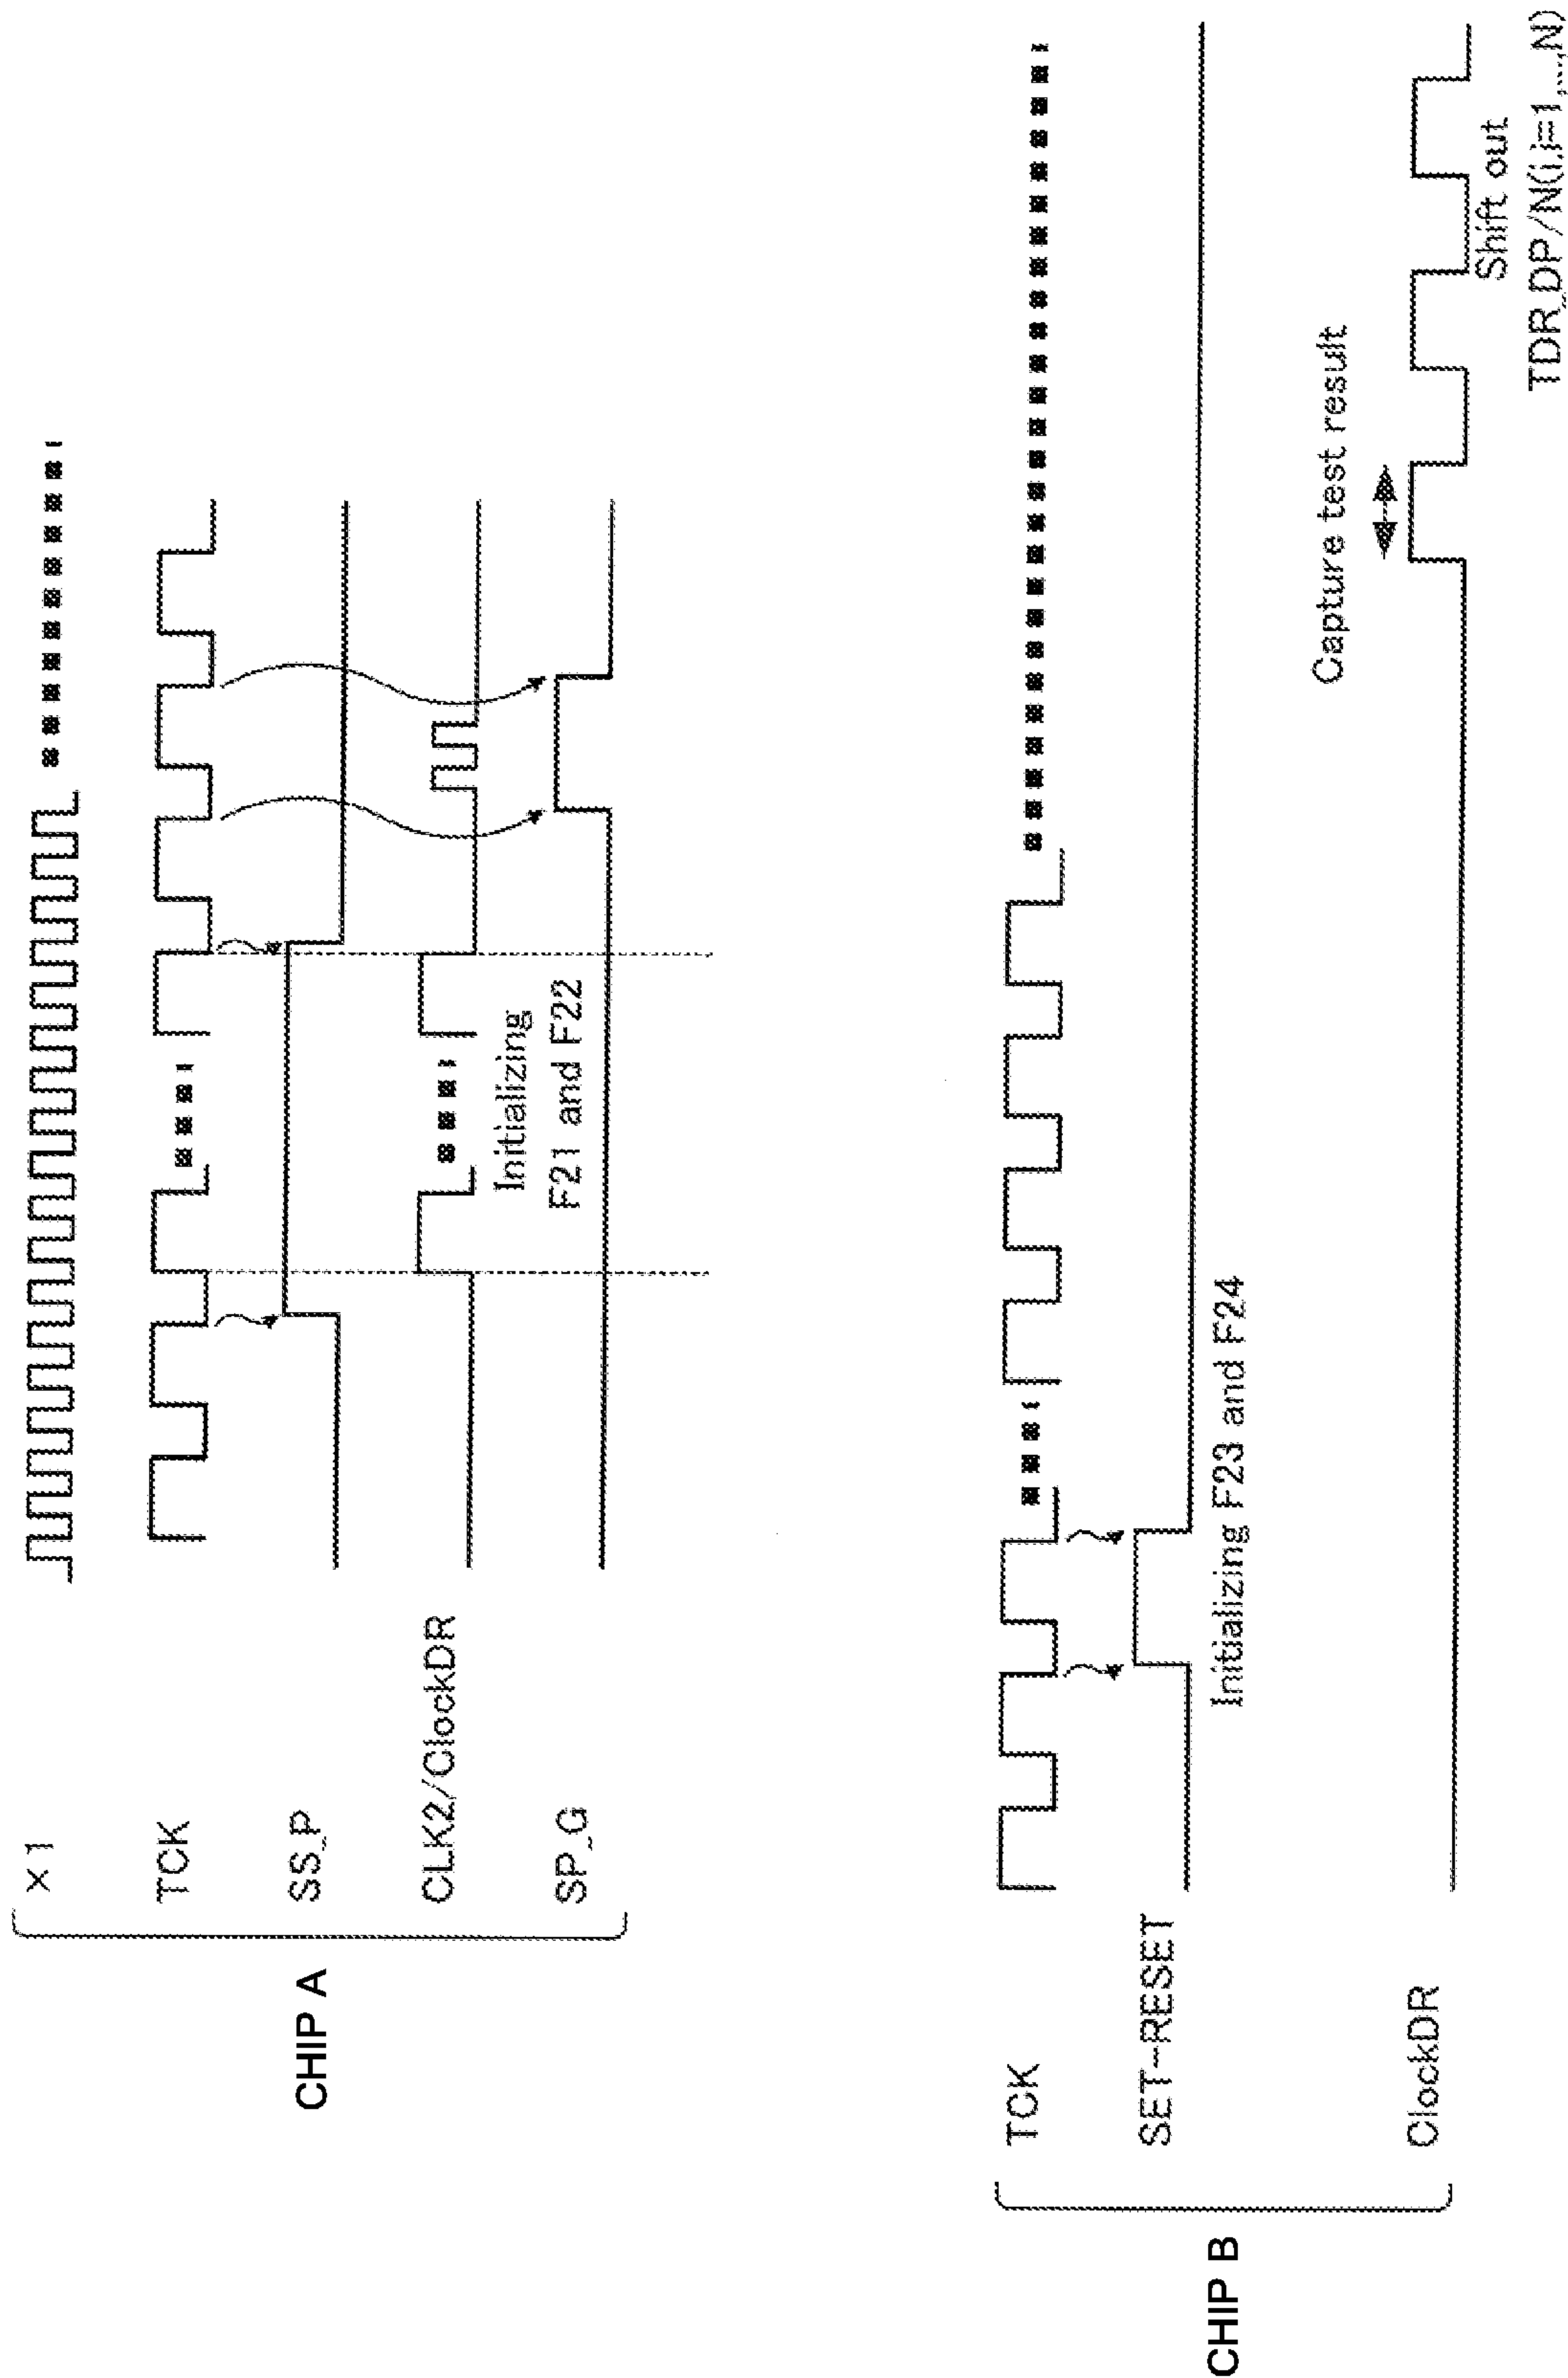 CHIP A
× 1
TCK
SS_P
CLK2/ClockDR
Initializing
F21 and F22
SP_G
CHIP B
TCK
SET-RESET
Initializing F23 and F24
Capture test result
ClockDR
Shift out
TDR_DP/N(i,i=1,...,N)